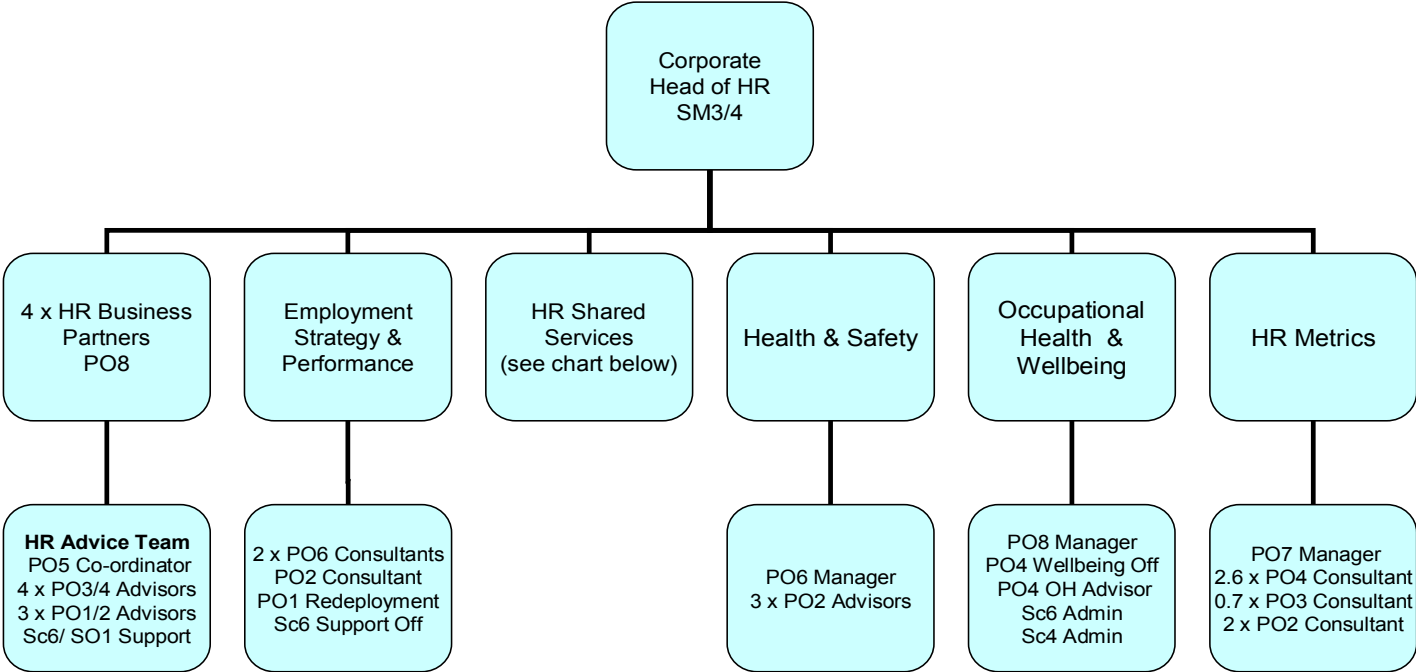 Corporate
Head of HR
SM3/4
4 x HR Business
Partners
PO8
Employment
Strategy &
Performance
HR Shared
Services
(see chart below)
Health & Safety
Occupational
Health &
Wellbeing
HR Metrics
HR Advice Team
PO5 Co-ordinator
4 x PO3/4 Advisors
3 x PO1/2 Advisors
Sc6/ SO1 Support
2 x PO6 Consultants
PO2 Consultant
PO1 Redeployment
Sc6 Support Off
PO6 Manager
3 x PO2 Advisors
PO8 Manager
PO4 Wellbeing Off
PO4 OH Advisor
Sc6 Admin
Sc4 Admin
PO7 Manager
2.6 x PO4 Consultant
0.7 x PO3 Consultant
2 x PO2 Consultant